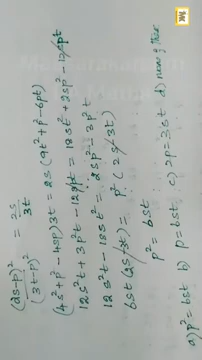 (2s-p)² / (3t-p)² = 2s / 3t
(4s²+p²-4sp)3t = 2s(9t²+p²-6pt)
12s²t+3p²t-12spt = 18st²+2sp²-12spt
12s²t-18st² = 2sp²-3p²t
6st(2s-3t) = p²(2s-3t)
p² = 6st
a) p²=6st b) p=6st c) 2p=3st d) none of these